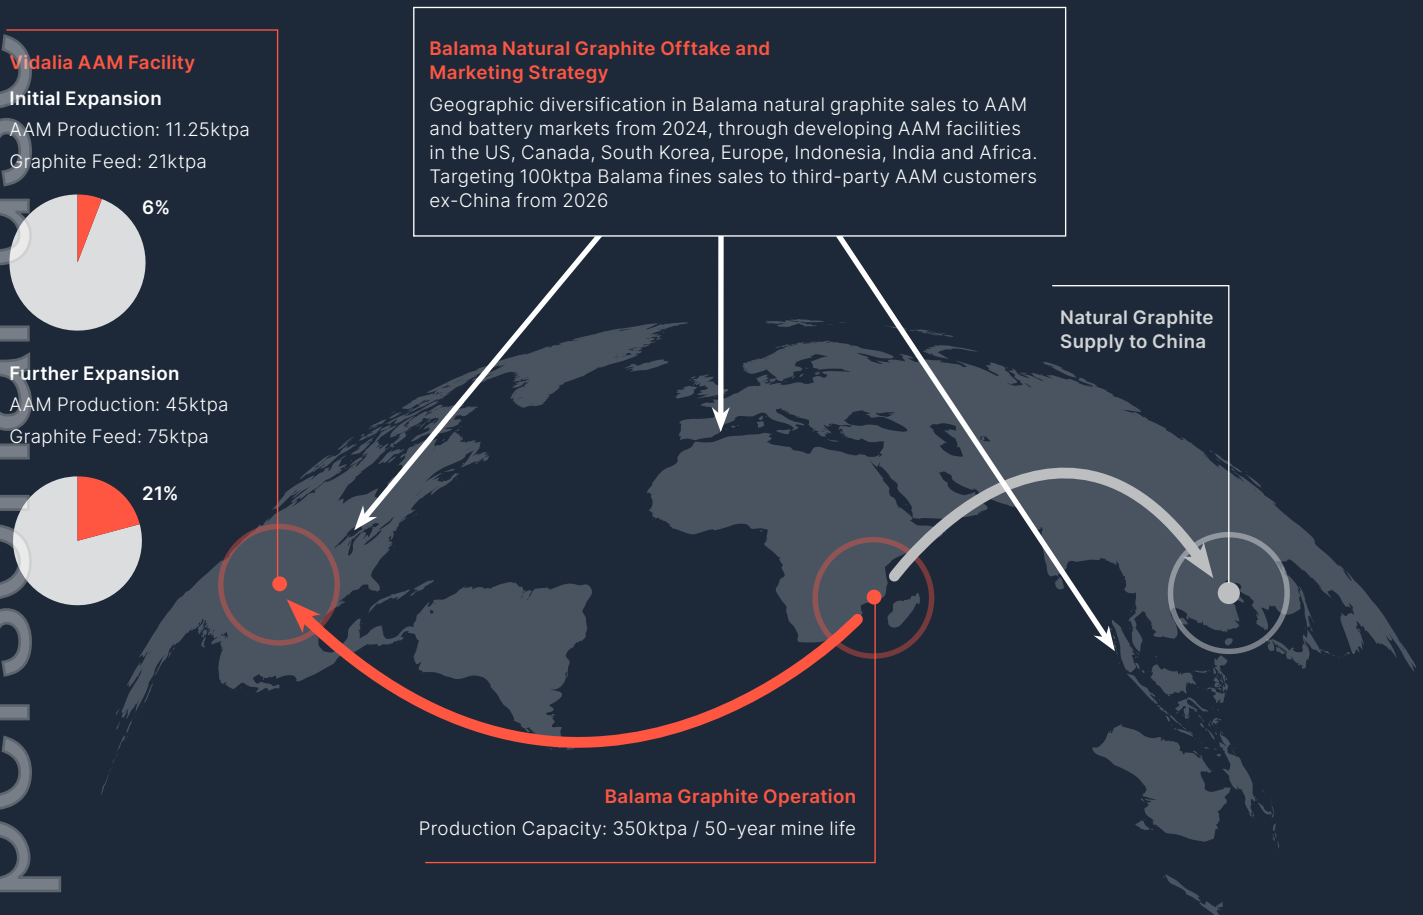 Vidalia AAM Facility
Initial Expansion
AAM Production: 11.25ktpa
Graphite Feed: 21ktpa
6%
Further Expansion
AAM Production: 45ktpa
Graphite Feed: 75ktpa
21%
Balama Natural Graphite Offtake and
Marketing Strategy
Geographic diversification in Balama natural graphite sales to AAM
and battery markets from 2024, through developing AAM facilities
in the US, Canada, South Korea, Europe, Indonesia, India and Africa.
Targeting 100ktpa Balama fines sales to third-party AAM customers
ex-China from 2026
Natural Graphite
Supply to China
Balama Graphite Operation
Production Capacity: 350ktpa / 50-year mine life
personal use